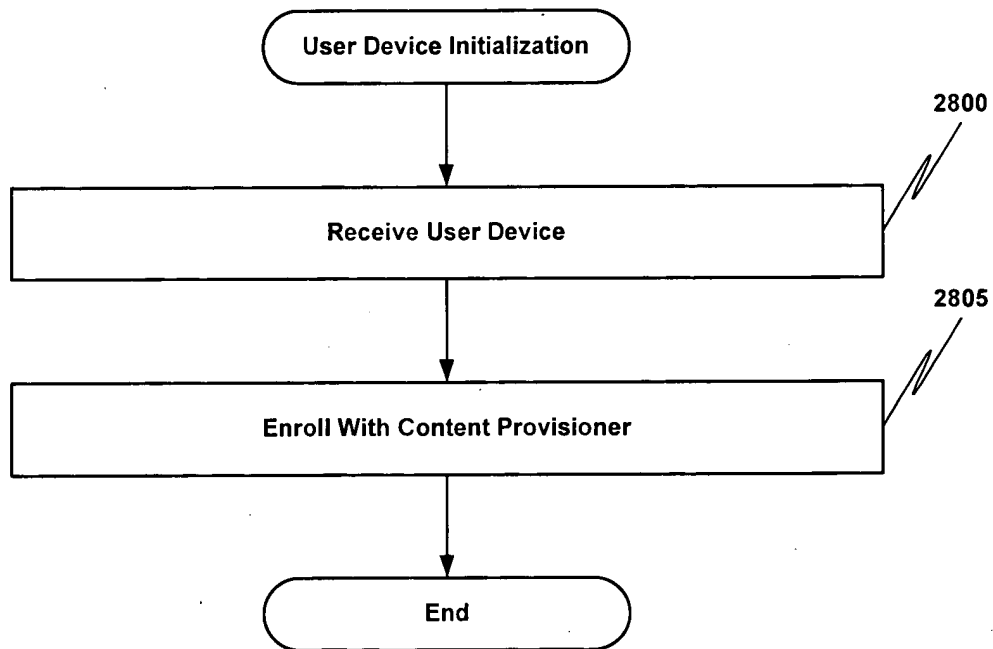 User Device Initialization
2800
Receive User Device
2805
Enroll With Content Provisioner
End